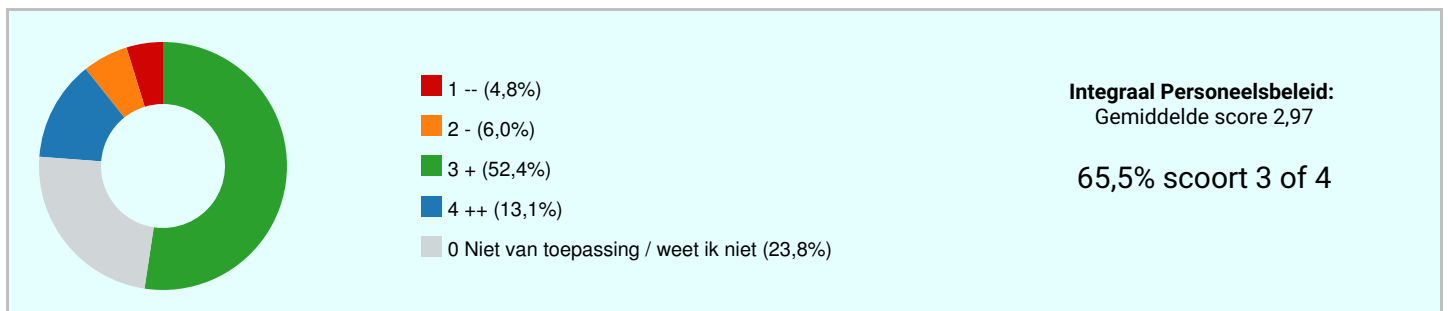 1 -- (4,8%)
2 - (6,0%)
3 + (52,4%)
4 ++ (13,1%)
0 Niet van toepassing / weet ik niet (23,8%)
Integraal Personeelsbeleid:
Gemiddelde score 2,97
65,5% scoort 3 of 4